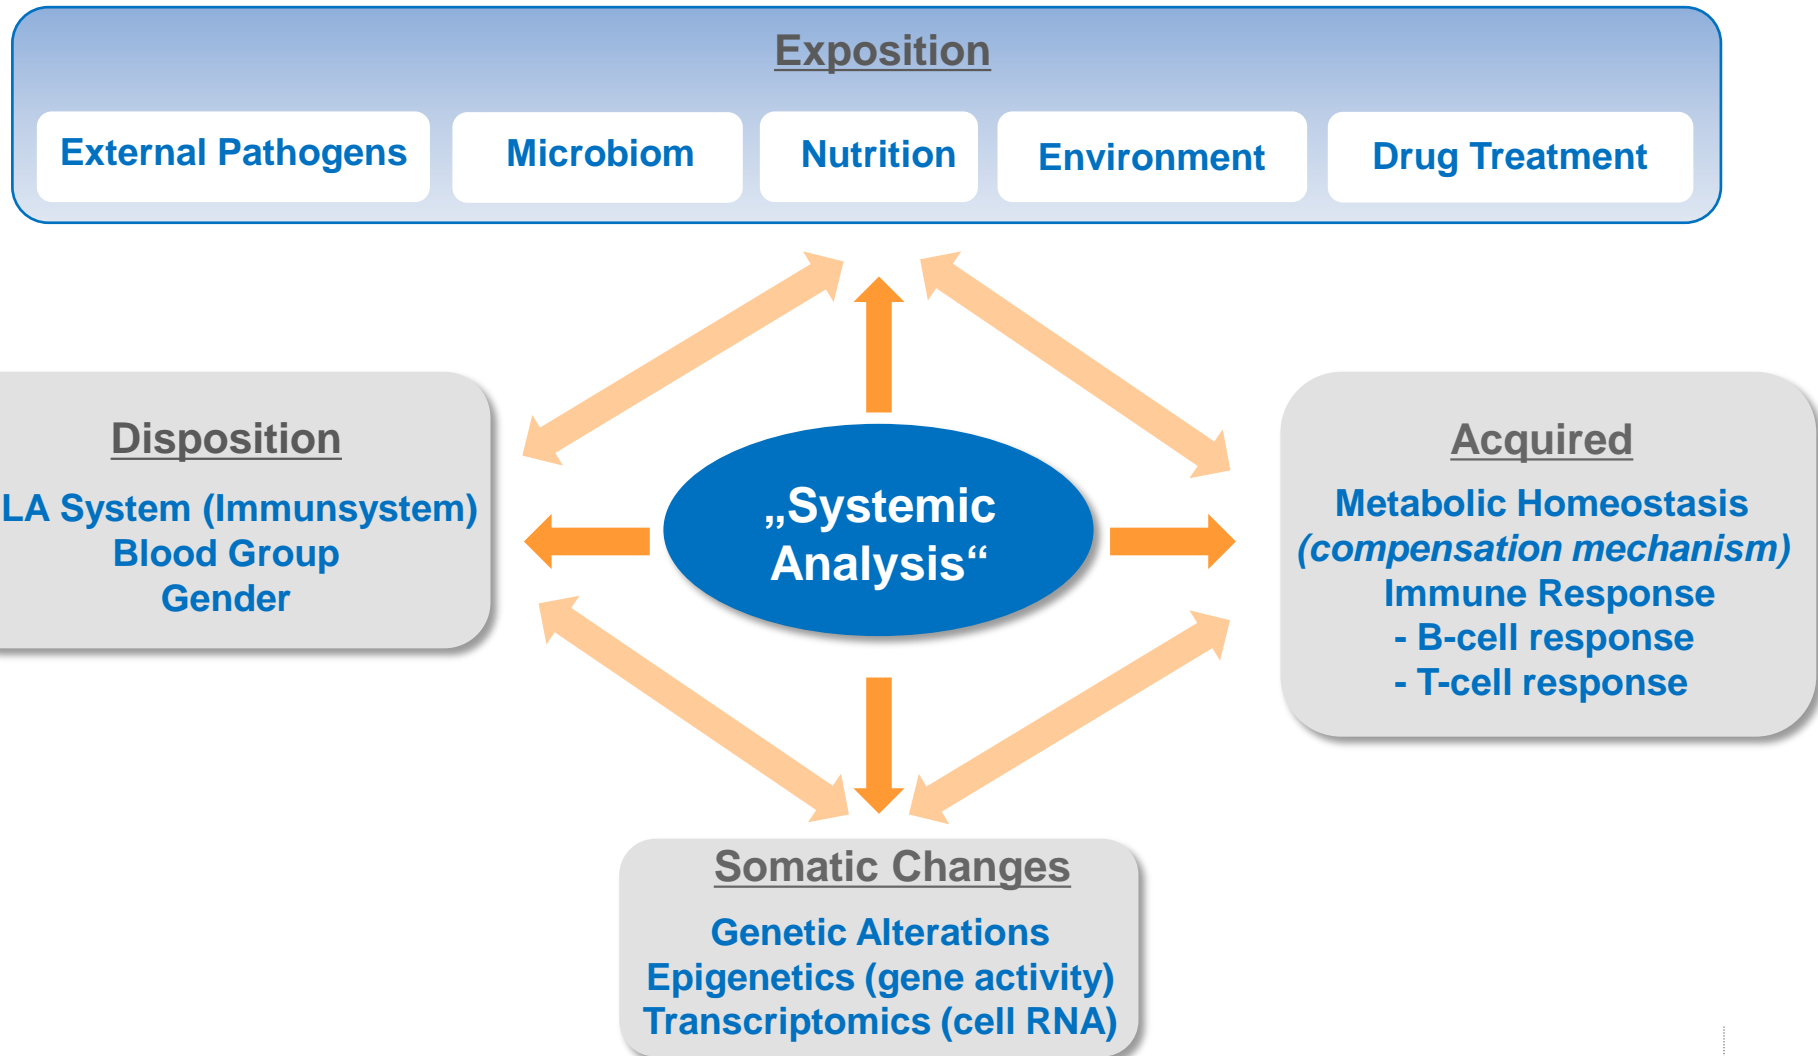 Exposition
External Pathogens
Microbiom
Nutrition
Environment
Drug Treatment
Disposition
LA System (Immunsystem)
Blood Group
Gender
„Systemic
Analysis“
Acquired
Metabolic Homeostasis
(compensation mechanism)
Immune Response
- B-cell response
- T-cell response
Somatic Changes
Genetic Alterations
Epigenetics (gene activity)
Transcriptomics (cell RNA)